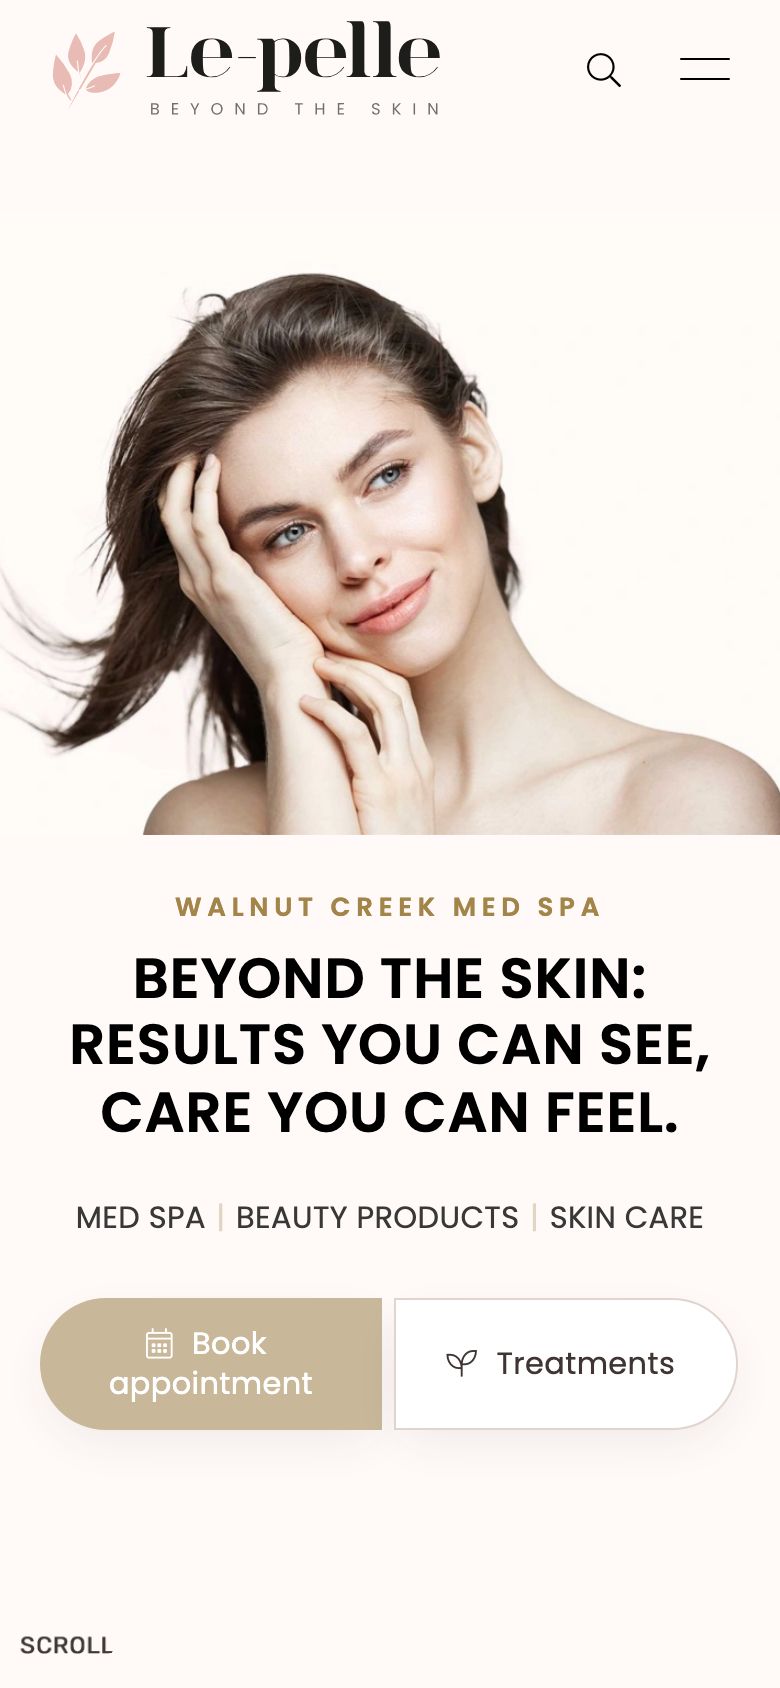 Le-pelle
BEYOND THE SKIN
WALNUT CREEK MED SPA
BEYOND THE SKIN:
RESULTS YOU CAN SEE,
CARE YOU CAN FEEL.
MED SPA | BEAUTY PRODUCTS | SKIN CARE
Book
appointment
Treatments
SCROLL